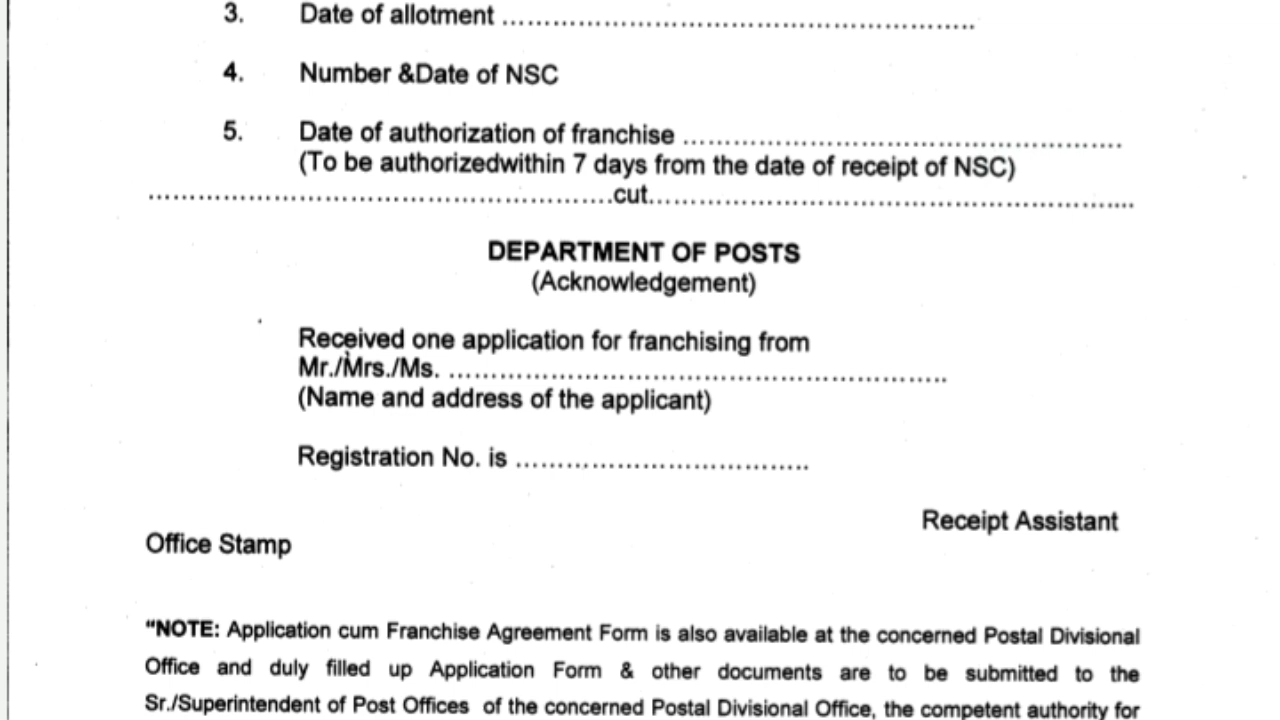 3. Date of allotment ............................................................
4. Number &Date of NSC
5. Date of authorization of franchise ........................................................
(To be authorizedwithin 7 days from the date of receipt of NSC)
............................................................cut..............................................................
DEPARTMENT OF POSTS
(Acknowledgement)
Received one application for franchising from
Mr./Mrs./Ms. ................................................................
(Name and address of the applicant)
Registration No. is ......................................
Receipt Assistant
Office Stamp
"NOTE: Application cum Franchise Agreement Form is also available at the concerned Postal Divisional
Office and duly filled up Application Form & other documents are to be submitted to the
Sr./Superintendent of Post Offices of the concerned Postal Divisional Office, the competent authority for